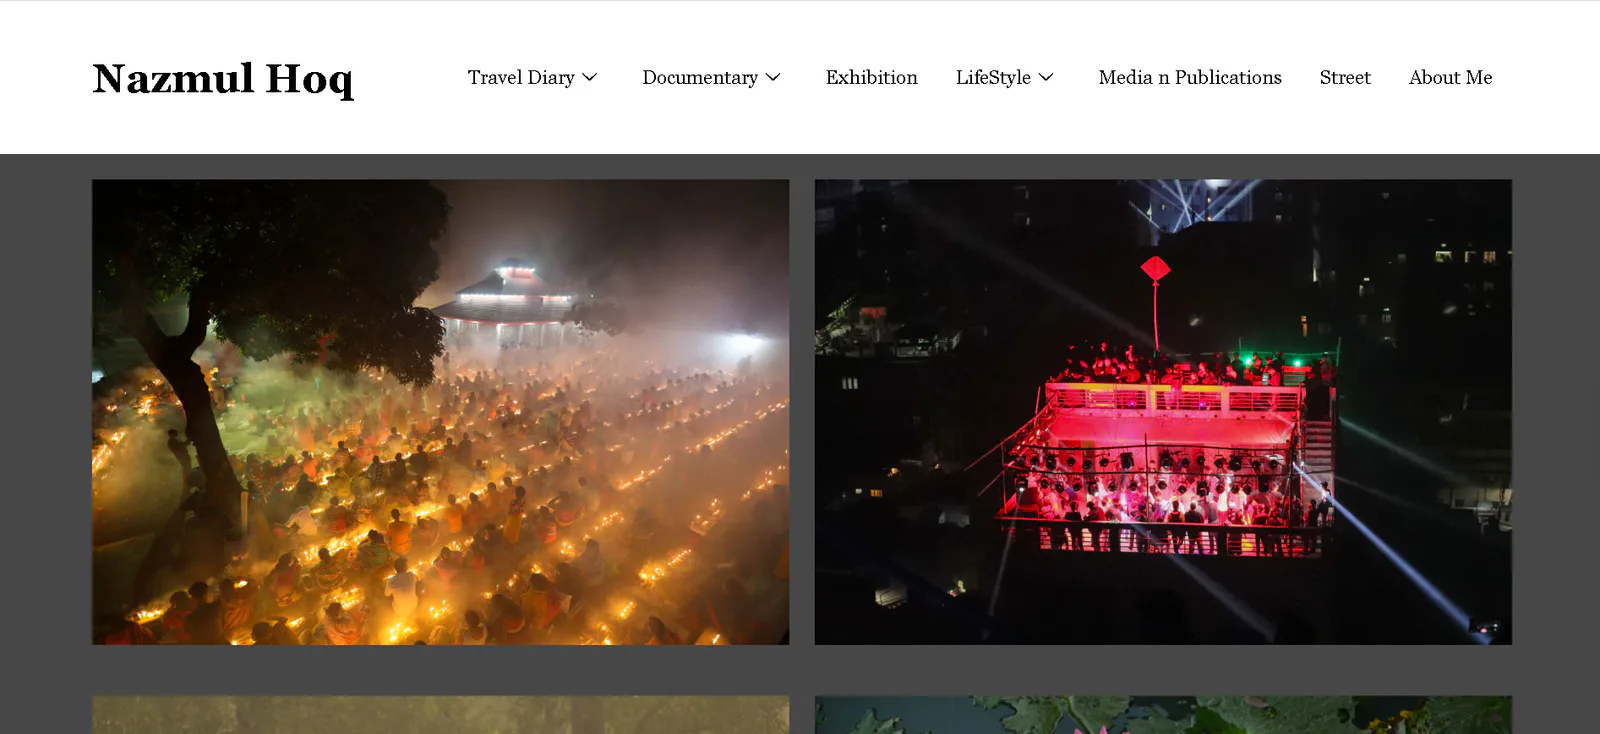 Nazmul Hoq
Travel Diary
Documentary
Exhibition
LifeStyle
Media n Publications
Street
About Me